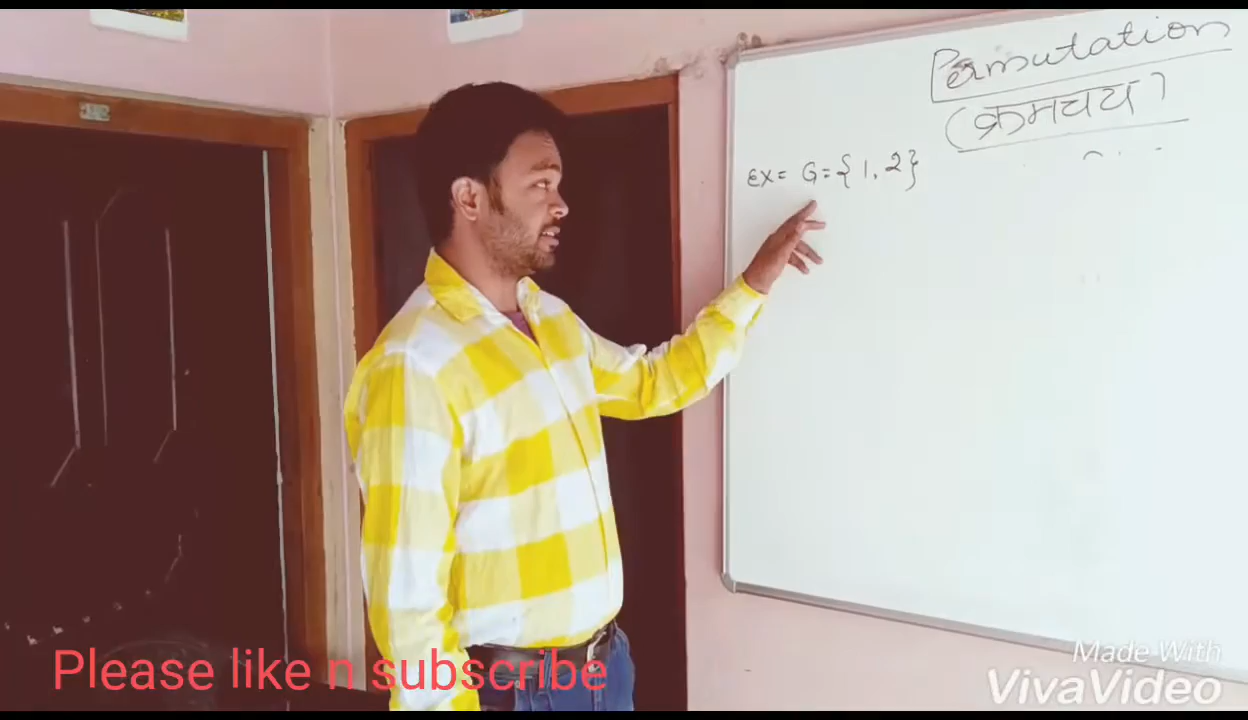 Permutation
(क्रमचय)
EX= G={1,2}
Please like n subscribe
Made With
VivaVideo